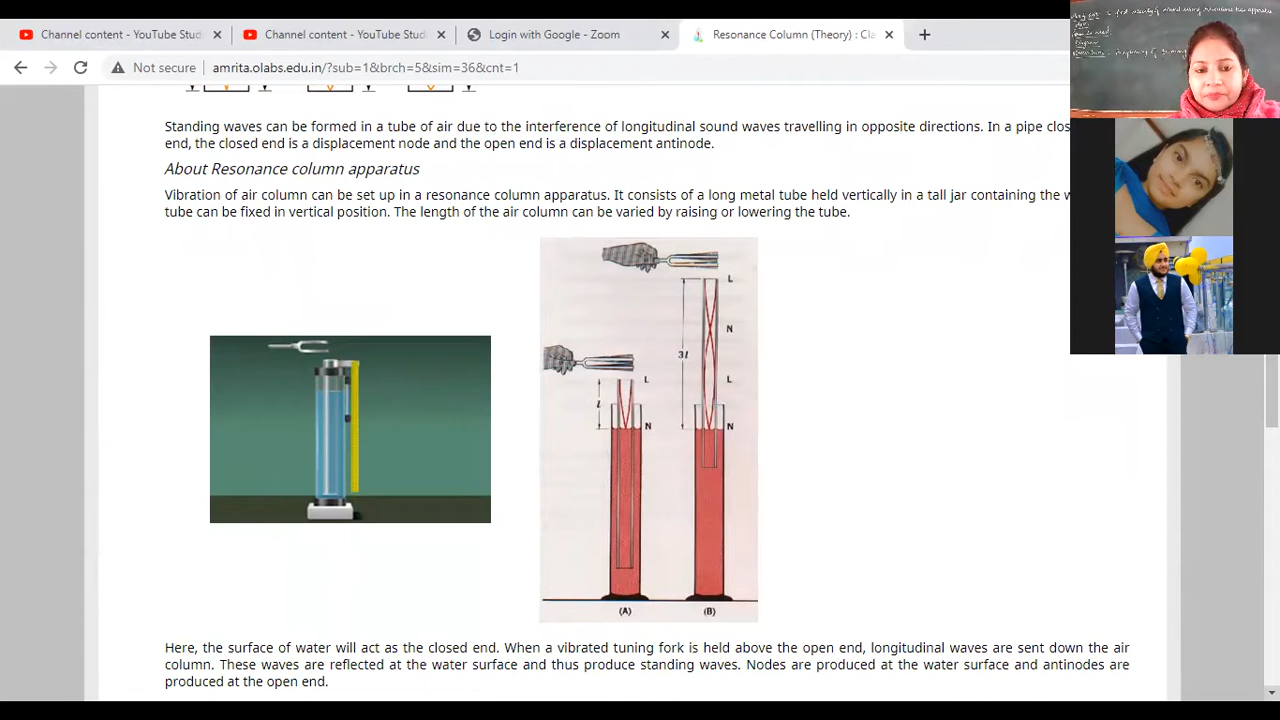 Channel content - YouTube Stud
Channel content - YouTube Stud
Login with Google - Zoom
Resonance Column (Theory) : Cla
Not secure
amrita.olabs.edu.in/?sub=1&brch=5&sim=36&cnt=1
Standing waves can be formed in a tube of air due to the interference of longitudinal sound waves travelling in opposite directions. In a pipe clos
end, the closed end is a displacement node and the open end is a displacement antinode.
About Resonance column apparatus
Vibration of air column can be set up in a resonance column apparatus. It consists of a long metal tube held vertically in a tall jar containing the w
tube can be fixed in vertical position. The length of the air column can be varied by raising or lowering the tube.
L
N
3l
L
L
l
N
N
(A)
(B)
Here, the surface of water will act as the closed end. When a vibrated tuning fork is held above the open end, longitudinal waves are sent down the air
column. These waves are reflected at the water surface and thus produce standing waves. Nodes are produced at the water surface and antinodes are
produced at the open end.